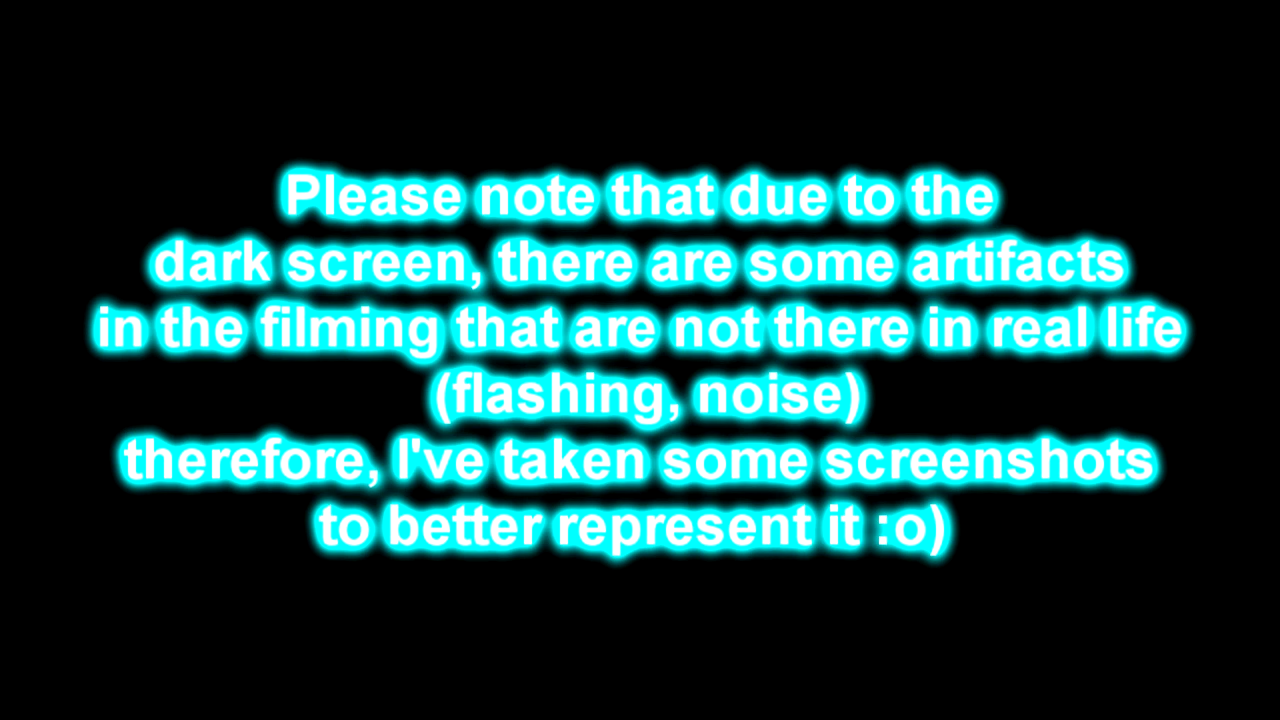 Please note that due to the
dark screen, there are some artifacts
in the filming that are not there in real life
(flashing, noise)
therefore, I've taken some screenshots
to better represent it :o)